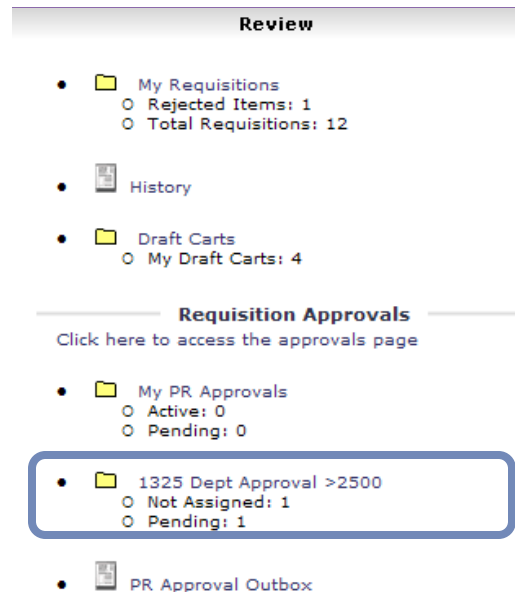 Review
My Requisitions
Rejected Items: 1
Total Requisitions: 12
History
Draft Carts
My Draft Carts: 4
Requisition Approvals
Click here to access the approvals page
My PR Approvals
Active: 0
Pending: 0
1325 Dept Approval >2500
Not Assigned: 1
Pending: 1
PR Approval Outbox